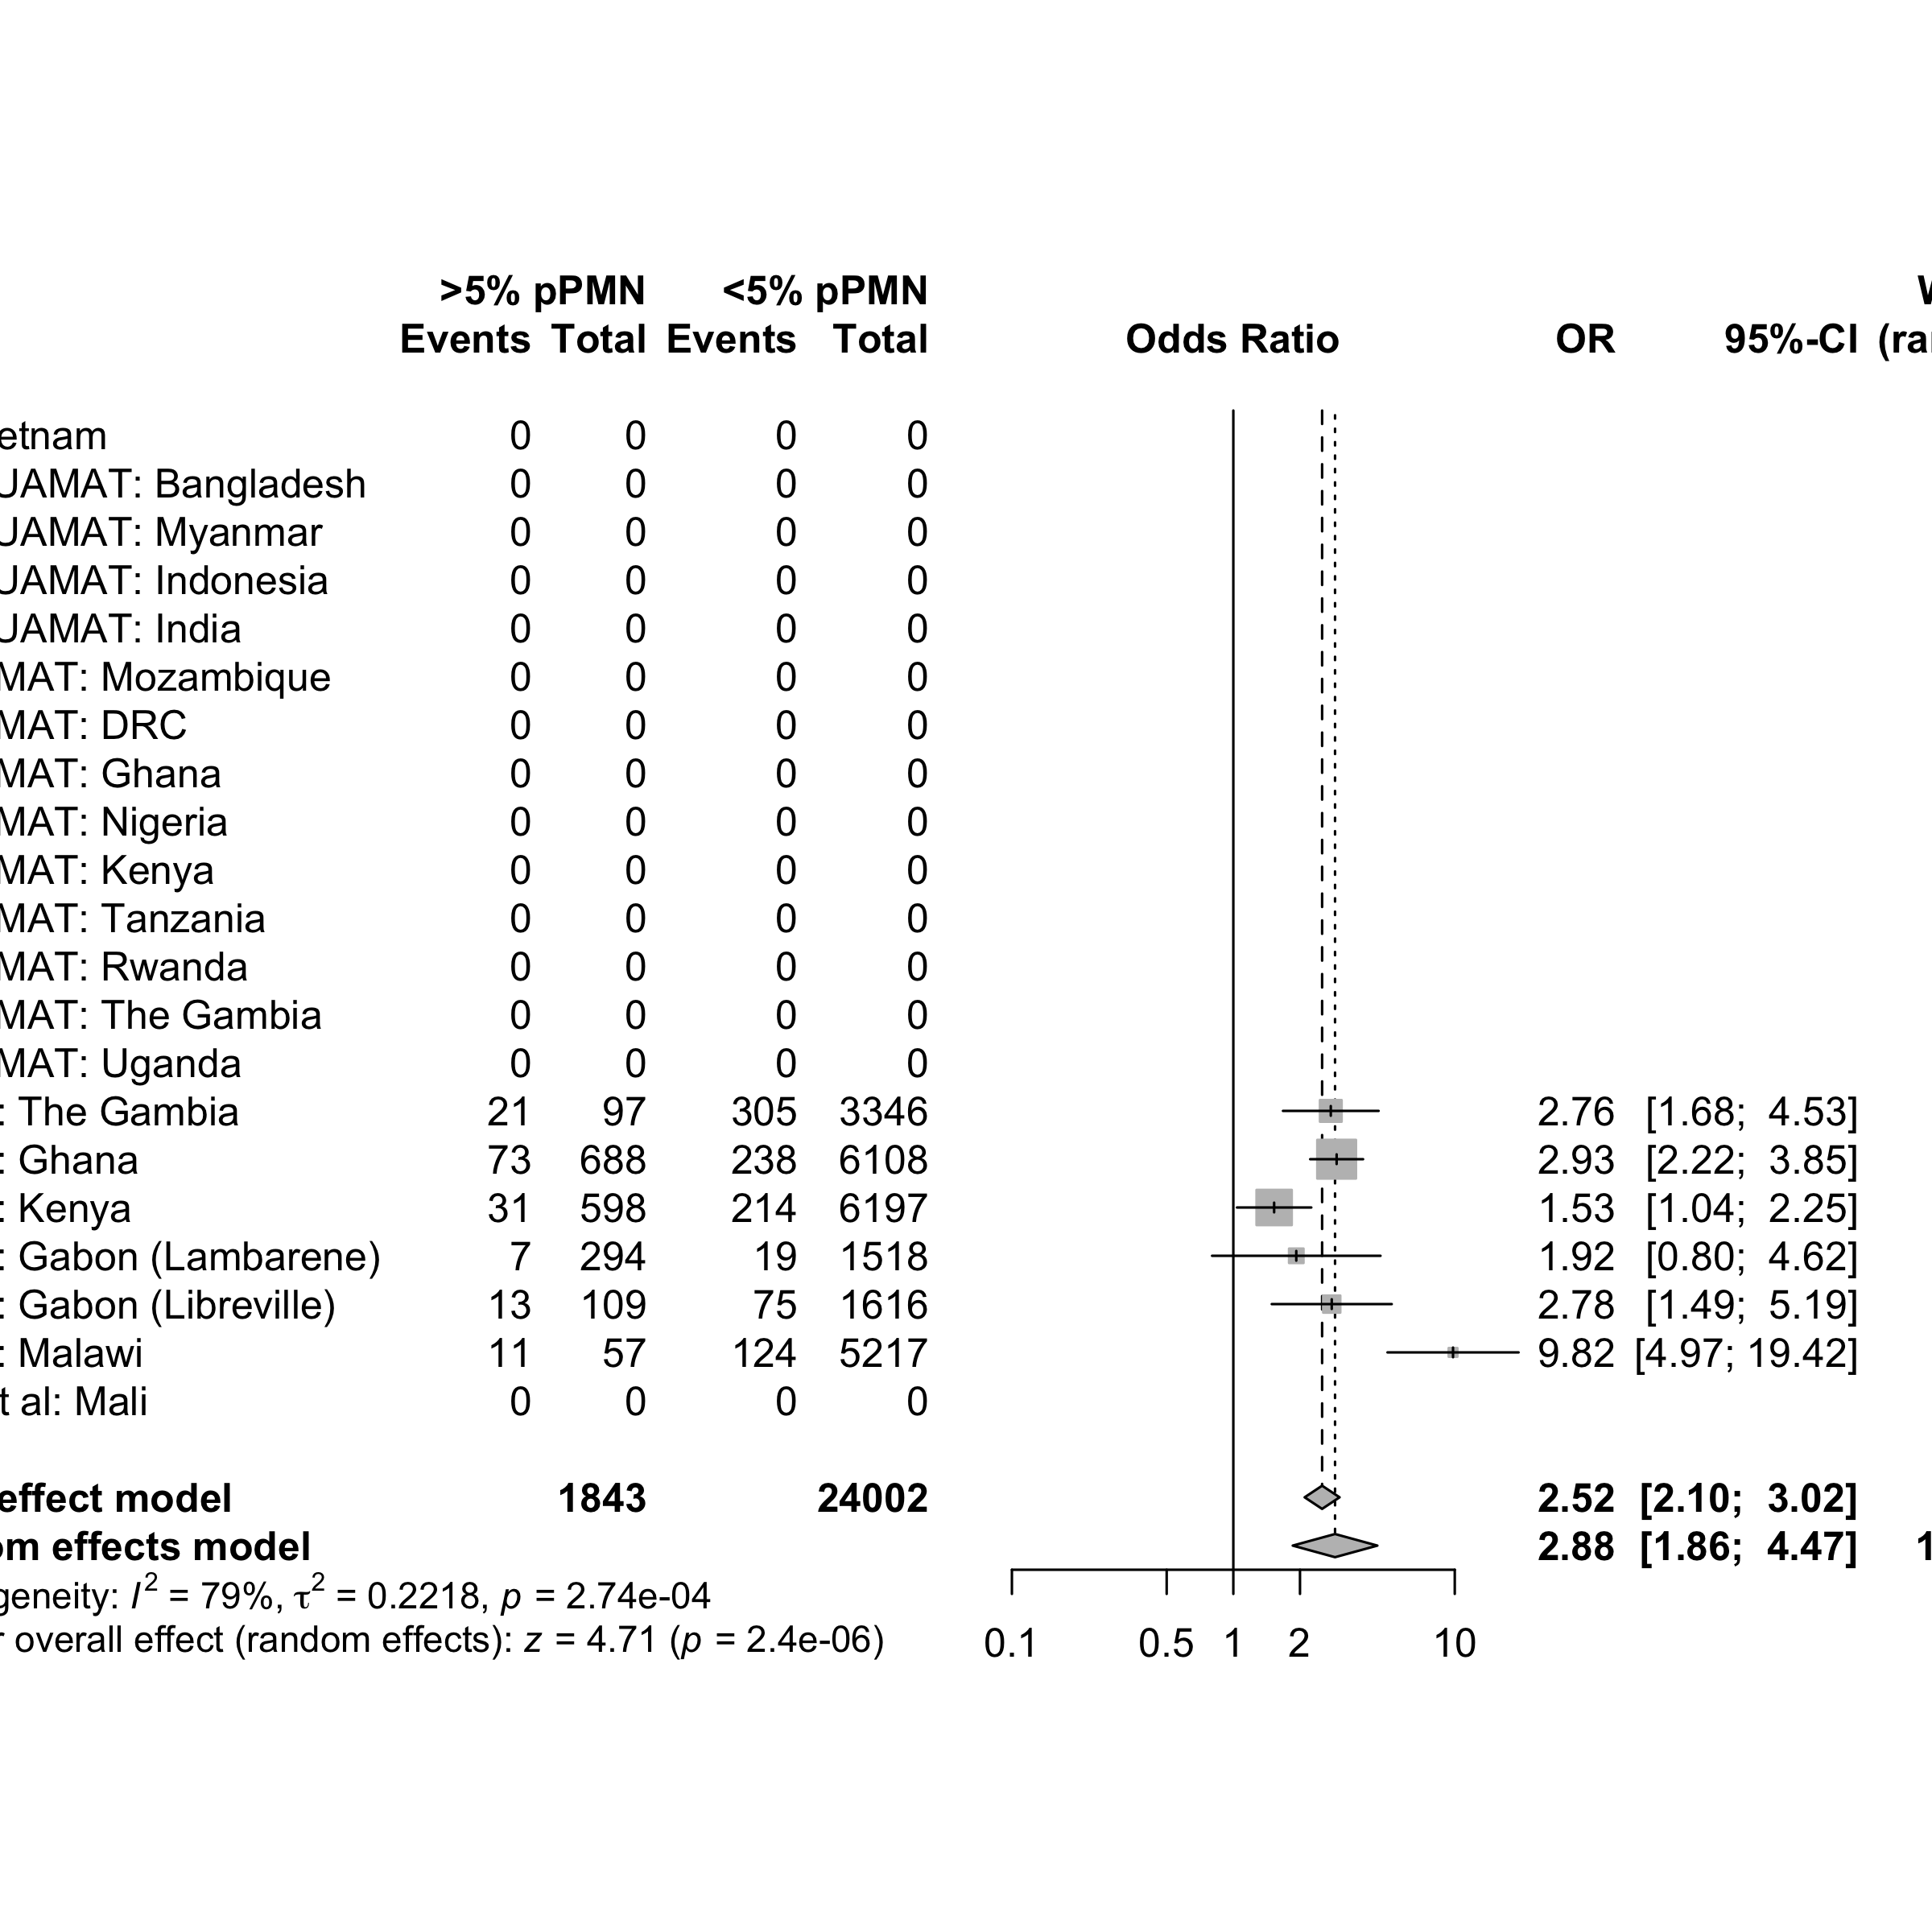 >5% pPMN <5% pPMN
Events Total Events Total Odds Ratio OR 95%-CI
etnam 0 0 0 0
UAMAT: Bangladesh 0 0 0 0
UAMAT: Myanmar 0 0 0 0
UAMAT: Indonesia 0 0 0 0
UAMAT: India 0 0 0 0
MAT: Mozambique 0 0 0 0
MAT: DRC 0 0 0 0
MAT: Ghana 0 0 0 0
MAT: Nigeria 0 0 0 0
MAT: Kenya 0 0 0 0
MAT: Tanzania 0 0 0 0
MAT: Rwanda 0 0 0 0
MAT: The Gambia 0 0 0 0
MAT: Uganda 0 0 0 0
: The Gambia 21 97 305 3346 2.76 [1.68; 4.53]
: Ghana 73 688 238 6108 2.93 [2.22; 3.85]
: Kenya 31 598 214 6197 1.53 [1.04; 2.25]
: Gabon (Lambarene) 7 294 19 1518 1.92 [0.80; 4.62]
: Gabon (Libreville) 13 109 75 1616 2.78 [1.49; 5.19]
: Malawi 11 57 124 5217 9.82 [4.97; 19.42]
t al: Mali 0 0 0 0
effect model 1843 24002 2.52 [2.10; 3.02]
om effects model 2.88 [1.86; 4.47]
geneity: I² = 79%, τ² = 0.2218, p = 2.74e-04
r overall effect (random effects): z = 4.71 (p = 2.4e-06)
0.1 0.5 1 2 10